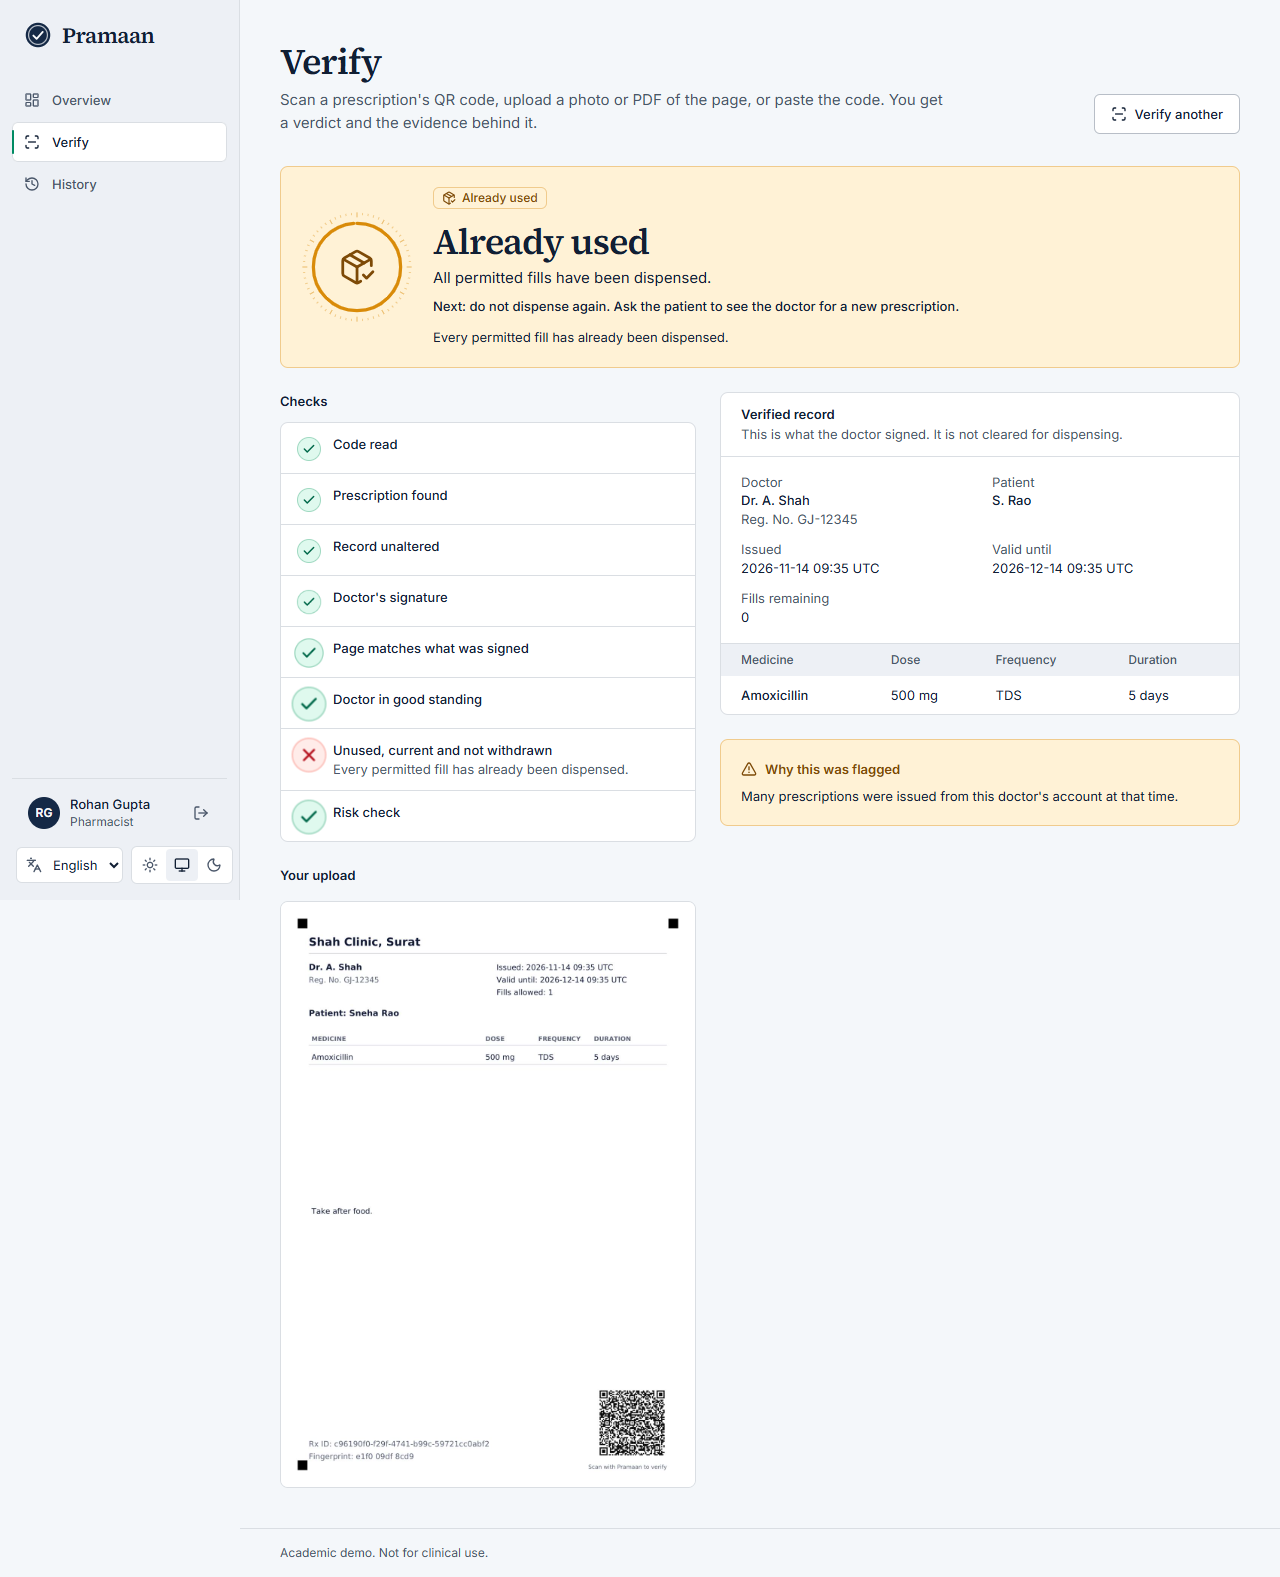 Pramaan
Overview
Verify
History
Rohan Gupta
RG
Pharmacist
English
Verify
Scan a prescription's QR code, upload a photo or PDF of the page, or paste the code. You get
a verdict and the evidence behind it.
Verify another
Already used
Already used
All permitted fills have been dispensed.
Next: do not dispense again. Ask the patient to see the doctor for a new prescription.
Every permitted fill has already been dispensed.
Checks
Code read
Prescription found
Record unaltered
Doctor's signature
Page matches what was signed
Doctor in good standing
Unused, current and not withdrawn
Every permitted fill has already been dispensed.
Risk check
Verified record
This is what the doctor signed. It is not cleared for dispensing.
Doctor Patient
Dr. A. Shah S. Rao
Reg. No. GJ-12345
Issued Valid until
2026-11-14 09:35 UTC 2026-12-14 09:35 UTC
Fills remaining
0
Medicine Dose Frequency Duration
Amoxicillin 500 mg TDS 5 days
Why this was flagged
Many prescriptions were issued from this doctor's account at that time.
Your upload
Shah Clinic, Surat
Dr. A. Shah Issued: 2026-11-14 09:35 UTC
Reg. No. GJ-12345 Valid until: 2026-12-14 09:35 UTC
Fills allowed: 1
Patient: Sneha Rao
MEDICINE DOSE FREQUENCY DURATION
Amoxicillin 500 mg TDS 5 days
Take after food.
Rx ID: c96190f0-f29f-4741-b99c-59721cc0abf2
Fingerprint: e1f0 09df 8cd9
Scan with Pramaan to verify
Academic demo. Not for clinical use.